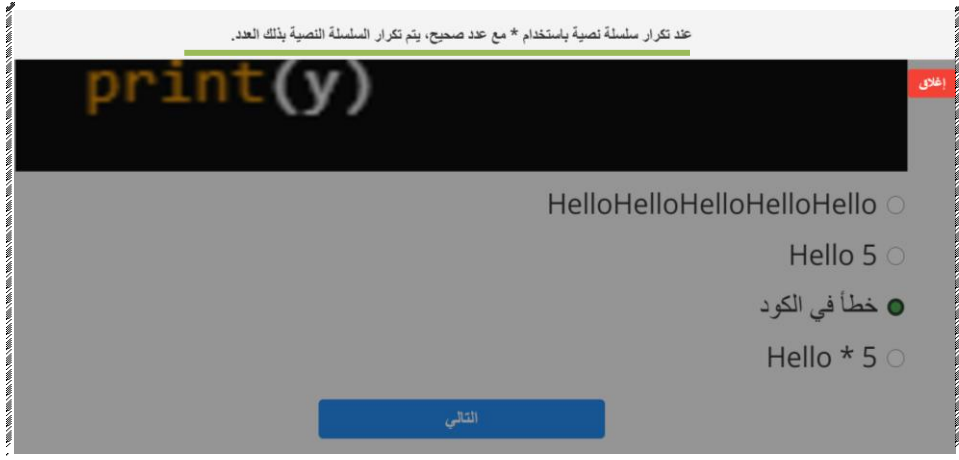 عند تكرار سلسلة نصية باستخدام * مع عدد صحيح، يتم تكرار السلسلة النصية بذلك العدد.
إغلاق
print(y)
HelloHelloHelloHelloHello
Hello 5
خطأ في الكود
Hello * 5
التالي